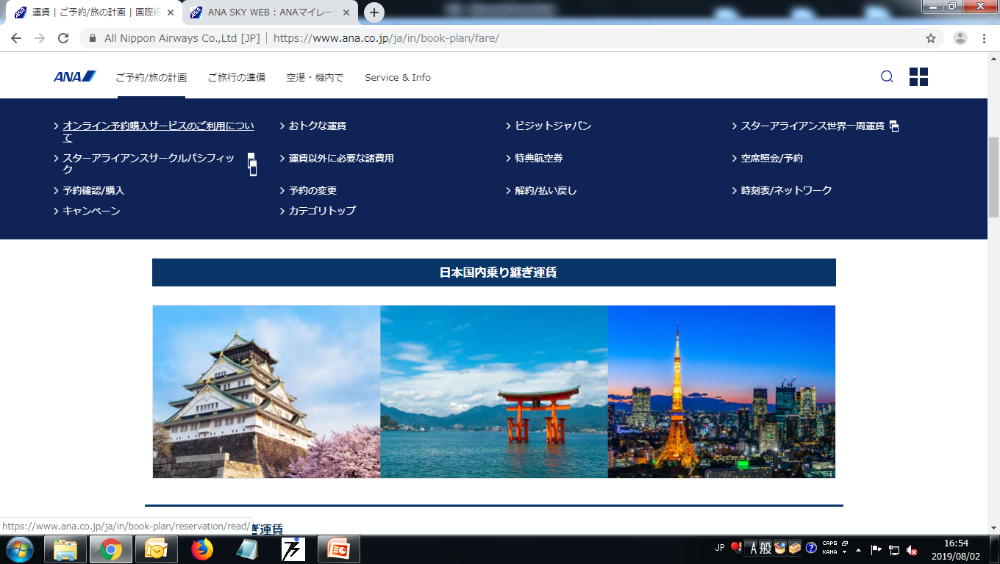 運賃 | ご予約/旅の計画 | 国際線
ANA SKY WEB：ANAマイレー
All Nippon Airways Co.,Ltd [JP] | https://www.ana.co.jp/ja/in/book-plan/fare/
ANA ご予約/旅の計画 ご旅行の準備 空港・機内で Service & Info
オンライン予約購入サービスのご利用につい
て
おトクな運賃
ビジットジャパン
スターアライアンス世界一周運賃
スターアライアンスサークルパシフィッ
ク
運賃以外に必要な諸費用
特典航空券
空席照会/予約
予約確認/購入
予約の変更
解約/払い戻し
時刻表/ネットワーク
キャンペーン
カテゴリトップ
日本国内乗り継ぎ運賃
https://www.ana.co.jp/ja/in/book-plan/reservation/read/
ぎ運賃
JP
A 般
CAPS
KANA
16:54
2019/08/02